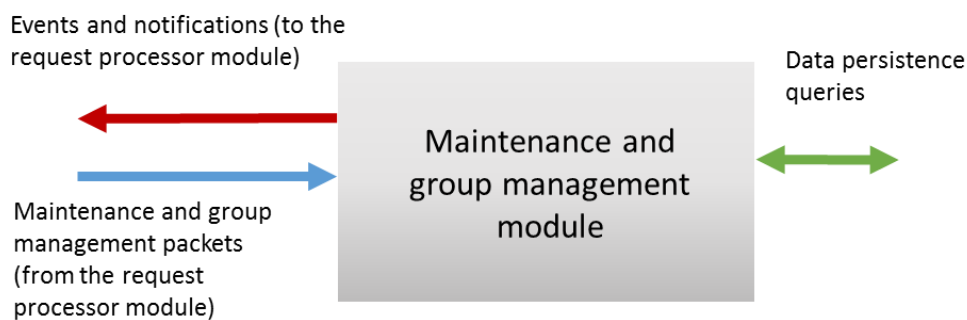 Events and notifications (to the
request processor module)
Data persistence
queries
Maintenance and
group management
module
Maintenance and group
management packets
(from the request
processor module)